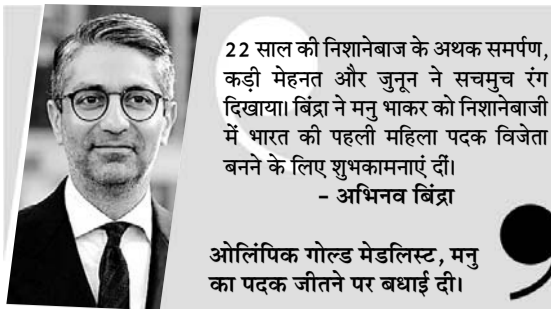 22 साल की निशानेबाज के अथक समर्पण,
कड़ी मेहनत और जुनून ने सचमुच रंग
दिखाया। बिंद्रा ने मनु भाकर को निशानेबाजी
में भारत की पहली महिला पदक विजेता
बनने के लिए शुभकामनाएं दीं।
– अभिनव बिंद्रा
ओलिंपिक गोल्ड मेडलिस्ट, मनु
का पदक जीतने पर बधाई दी।